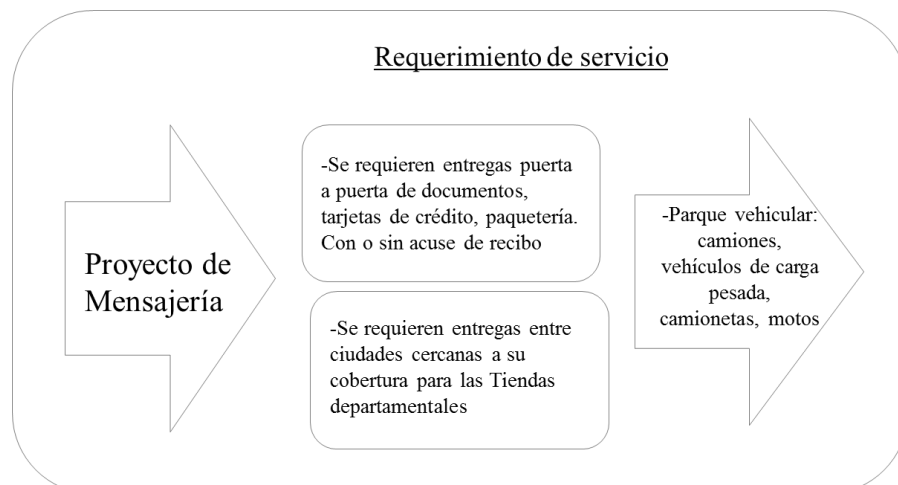 Requerimiento de servicio
Proyecto de
Mensajería
-Se requieren entregas puerta
a puerta de documentos,
tarjetas de crédito, paquetería.
Con o sin acuse de recibo
-Se requieren entregas entre
ciudades cercanas a su
cobertura para las Tiendas
departamentales
-Parque vehicular:
camiones,
vehículos de carga
pesada,
camionetas, motos